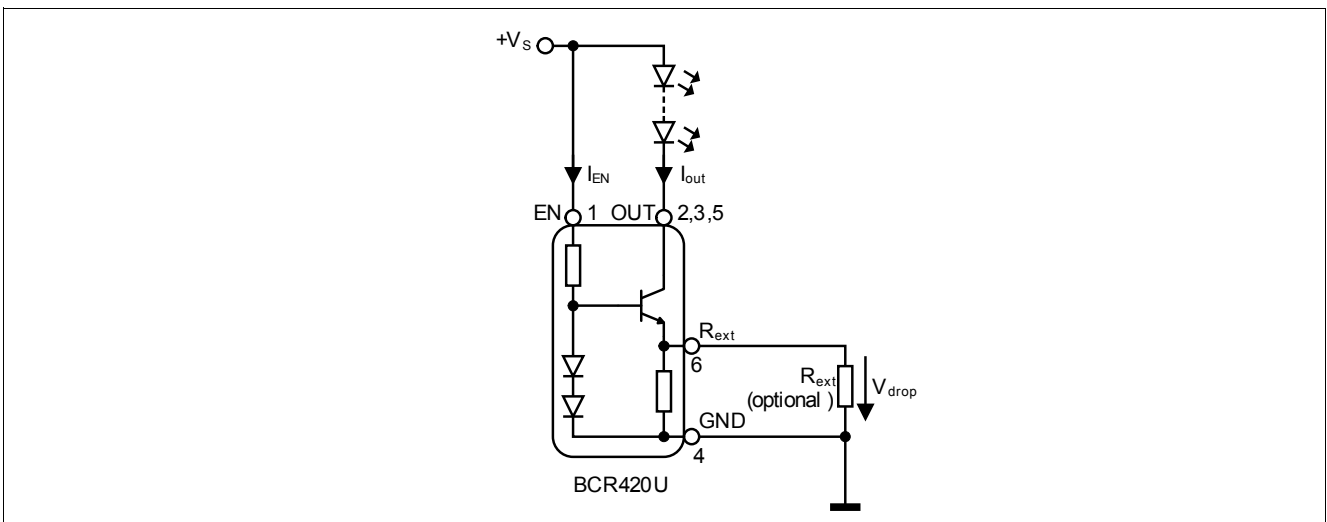 +VS
IEN
Iout
EN 1 OUT 2,3,5
Rext
6
Rext
(optional )
Vdrop
GND
4
BCR420U